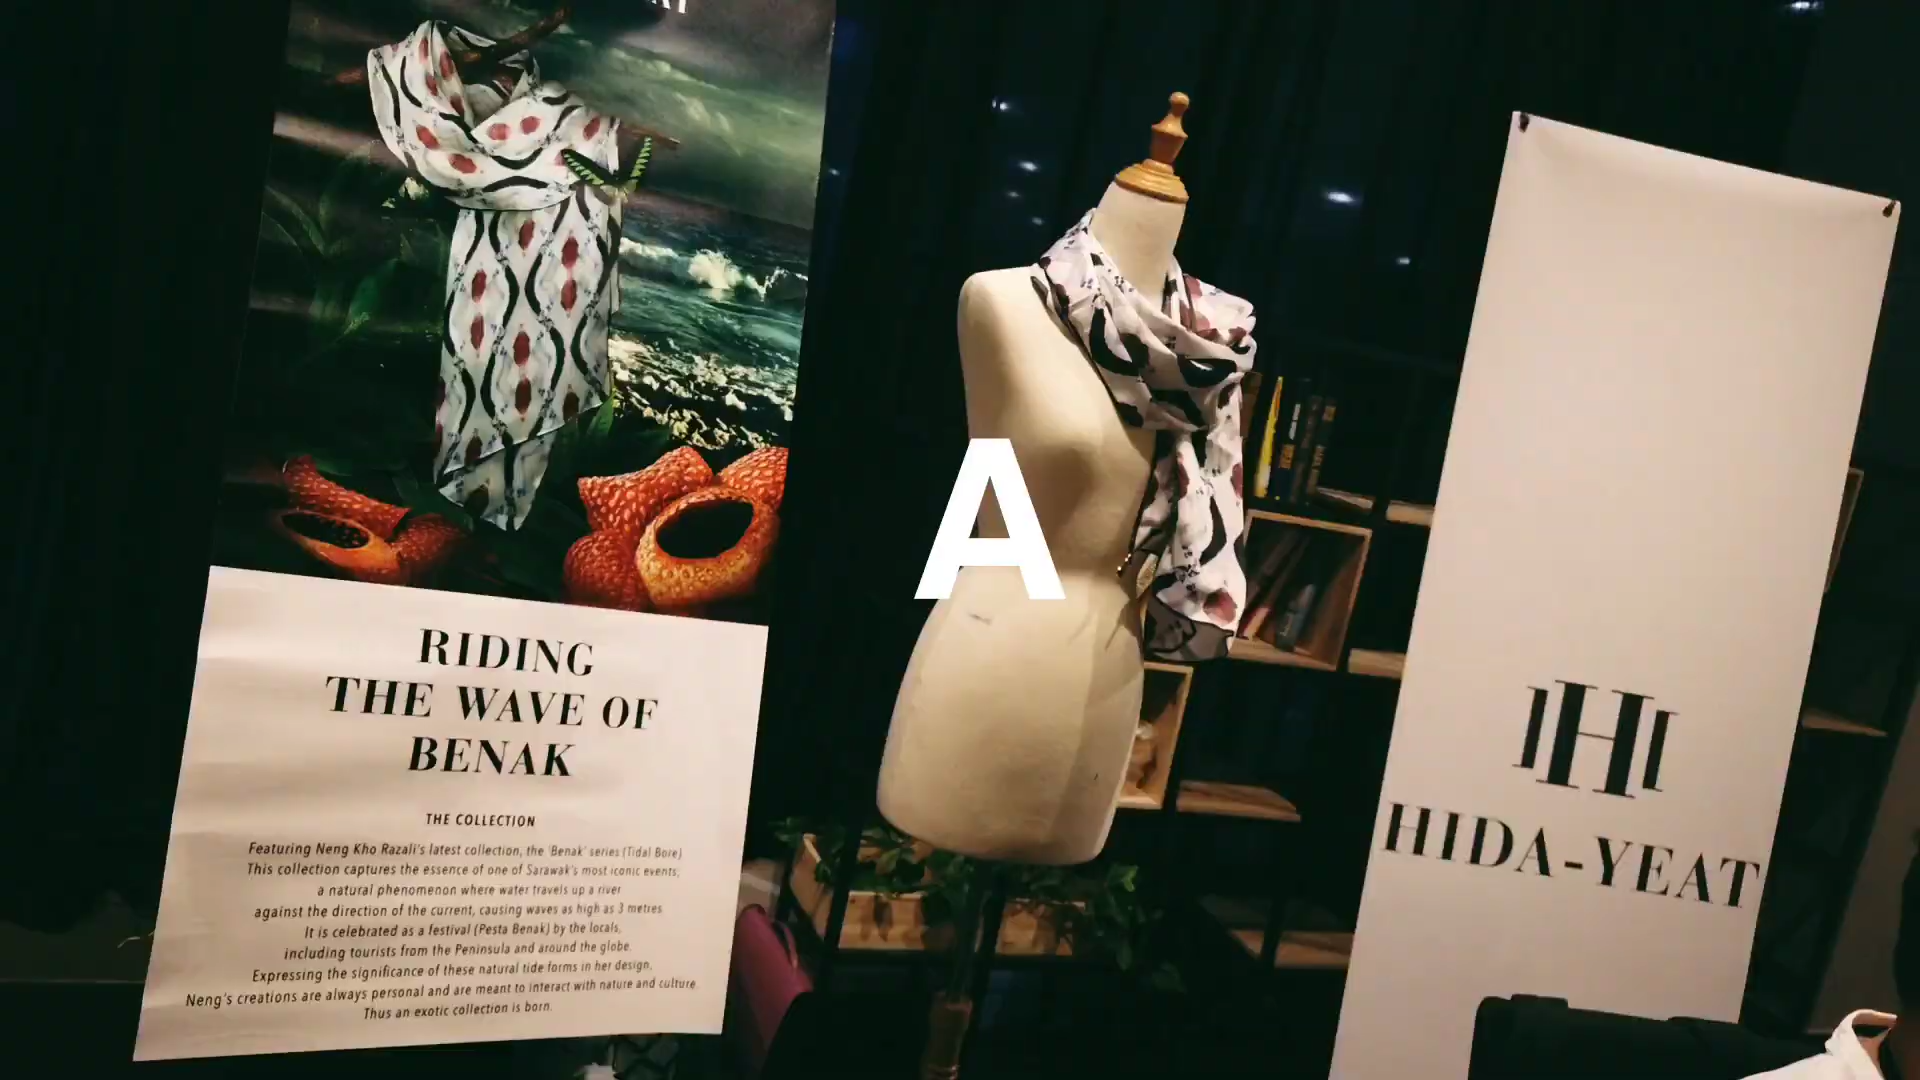 RIDING
THE WAVE OF
BENAK
THE COLLECTION
Featuring Neng Kho Razali's latest collection, the 'Benak' series (Tidal Bore)
This collection captures the essence of one of Sarawak's most iconic events;
a natural phenomenon where water travels up a river
against the direction of the current, causing waves as high as 3 metres
It is celebrated as a festival (Pesta Benak) by the locals,
including tourists from the Peninsula and around the globe.
Expressing the significance of these natural tide forms in her design,
Neng's creations are always personal and are meant to interact with nature and culture.
Thus an exotic collection is born.
A
IHI
HIDA-YEAT